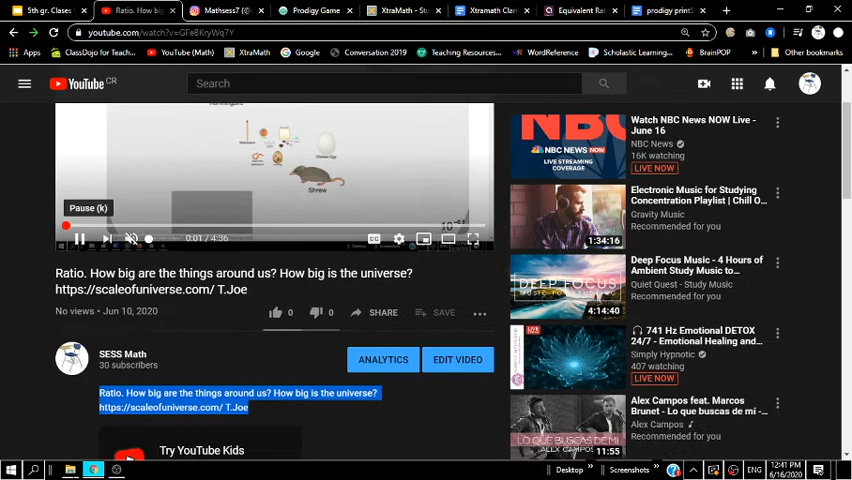 5th gr. Clases
Ratio. How big
Mathsess7 (@
Prodigy Game
XtraMath - Stu
Xtramath Clari
Equivalent Rat
prodigy print5
youtube.com/watch?v=GFeBKryWq7Y
Apps
ClassDojo for Teach...
YouTube (Math)
XtraMath
Google
Conversation 2019
Teaching Resources...
WordReference
Scholastic Learning...
BrainPOP
Other bookmarks
YouTube CR
Search
Hummingbird
Matchstick
Chicken Egg
Shrew
Pause (k)
10
0:01 / 4:36
CC
Ratio. How big are the things around us? How big is the universe?
https://scaleofuniverse.com/ T.Joe
No views • Jun 10, 2020
0
0
SHARE
SAVE
SESS Math
30 subscribers
ANALYTICS
EDIT VIDEO
Ratio. How big are the things around us? How big is the universe?
https://scaleofuniverse.com/ T.Joe
Try YouTube Kids
NBC
NBC NEWS NOW
LIVE STREAMING
COVERAGE
Watch NBC News NOW Live -
June 16
NBC News
16K watching
LIVE NOW
Electronic Music for Studying
Concentration Playlist | Chill O...
Gravity Music
Recommended for you
1:34:16
DEEP FOCUS
Deep Focus Music - 4 Hours of
Ambient Study Music to...
Quiet Quest - Study Music
Recommended for you
4:14:40
LIVE
741 Hz Emotional DETOX
24/7 - Emotional Healing and...
Simply Hypnotic
407 watching
LIVE NOW
LO QUE BUSCAS DE MÍ
11:55
Alex Campos feat. Marcos
Brunet - Lo que buscas de mí -...
Alex Campos
Recommended for you
Desktop
Screenshots
ENG
12:41 PM
6/16/2020